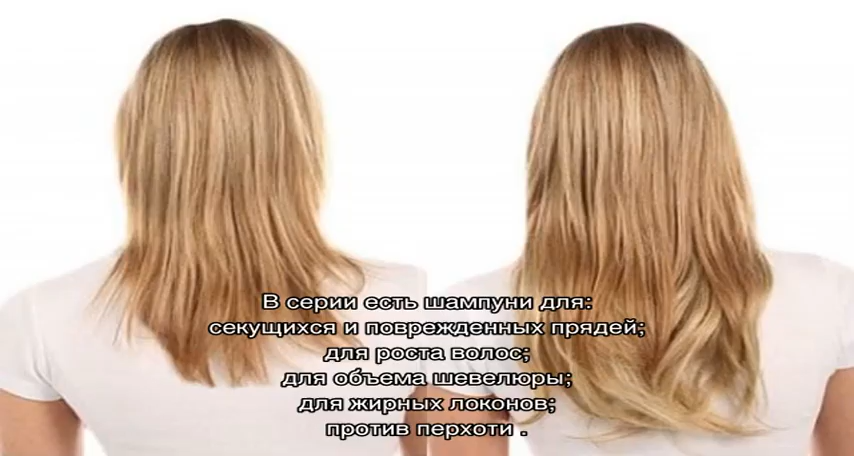 В серии есть шампуни для:
секущихся и поврежденных прядей;
для роста волос;
для объема шевелюры;
для жирных локонов;
против перхоти .